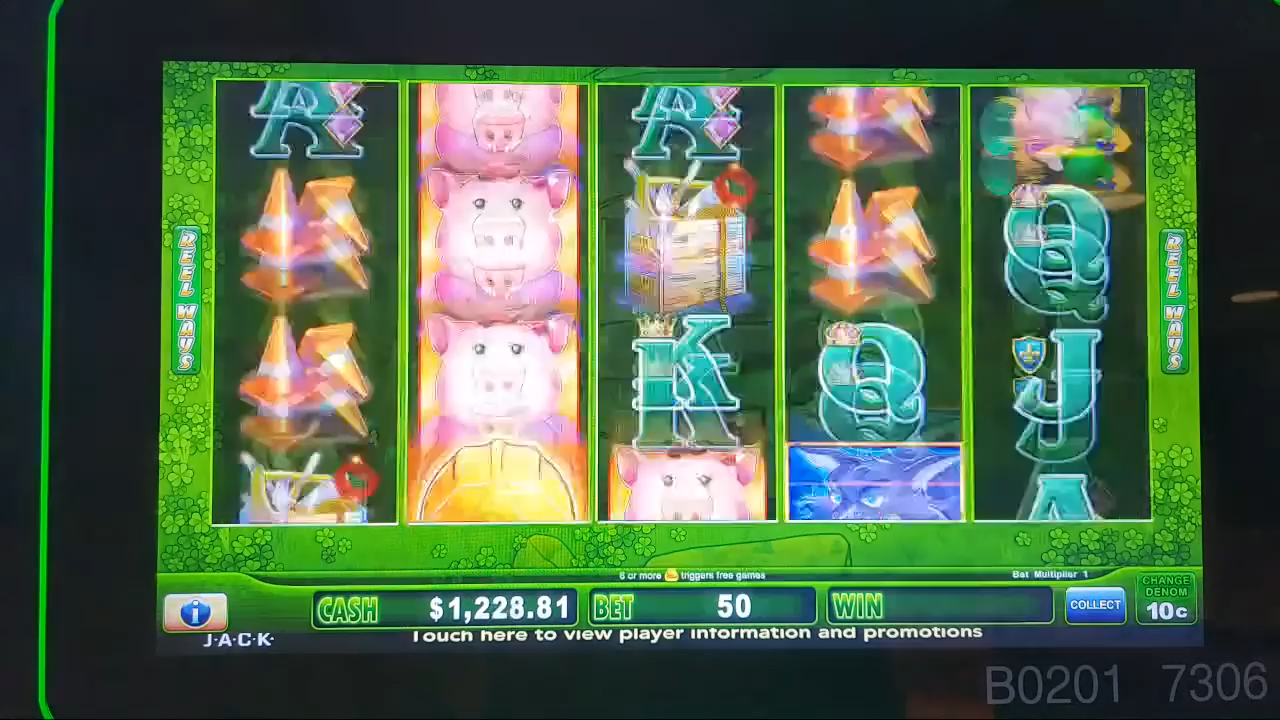 A
A
Q
REEL WAYS
REEL WAYS
K
Q
J
A
6 or more triggers free games
Bet Multiplier 1
CASH $1,228.81 BET 50 WIN
COLLECT
CHANGE
DENOM
10c
i
J·A·C·K·
Touch here to view player information and promotions
B0201 7306